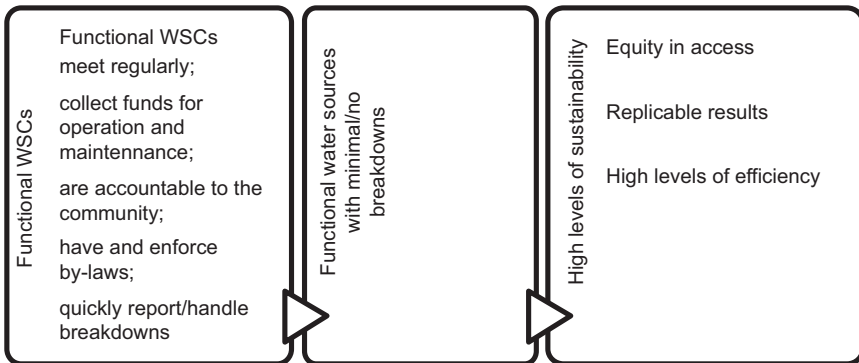 Functional WSCs
Functional WSCs
meet regularly;
collect funds for
operation and
maintennance;
are accountable to the
community;
have and enforce
by-laws;
quickly report/handle
breakdowns
Functional water sources
with minimal/no
breakdowns
High levels of sustainability
Equity in access
Replicable results
High levels of efficiency